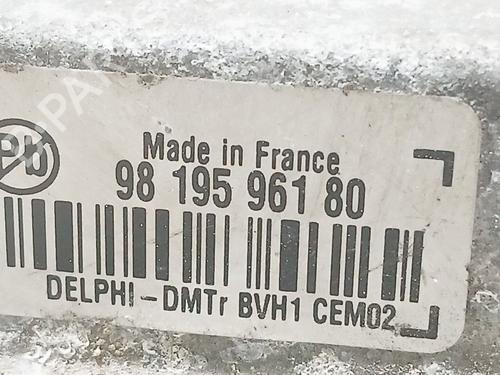 Pb
Made in France
98 195 961 80
DELPHI - DMTr BVH1 CEM02